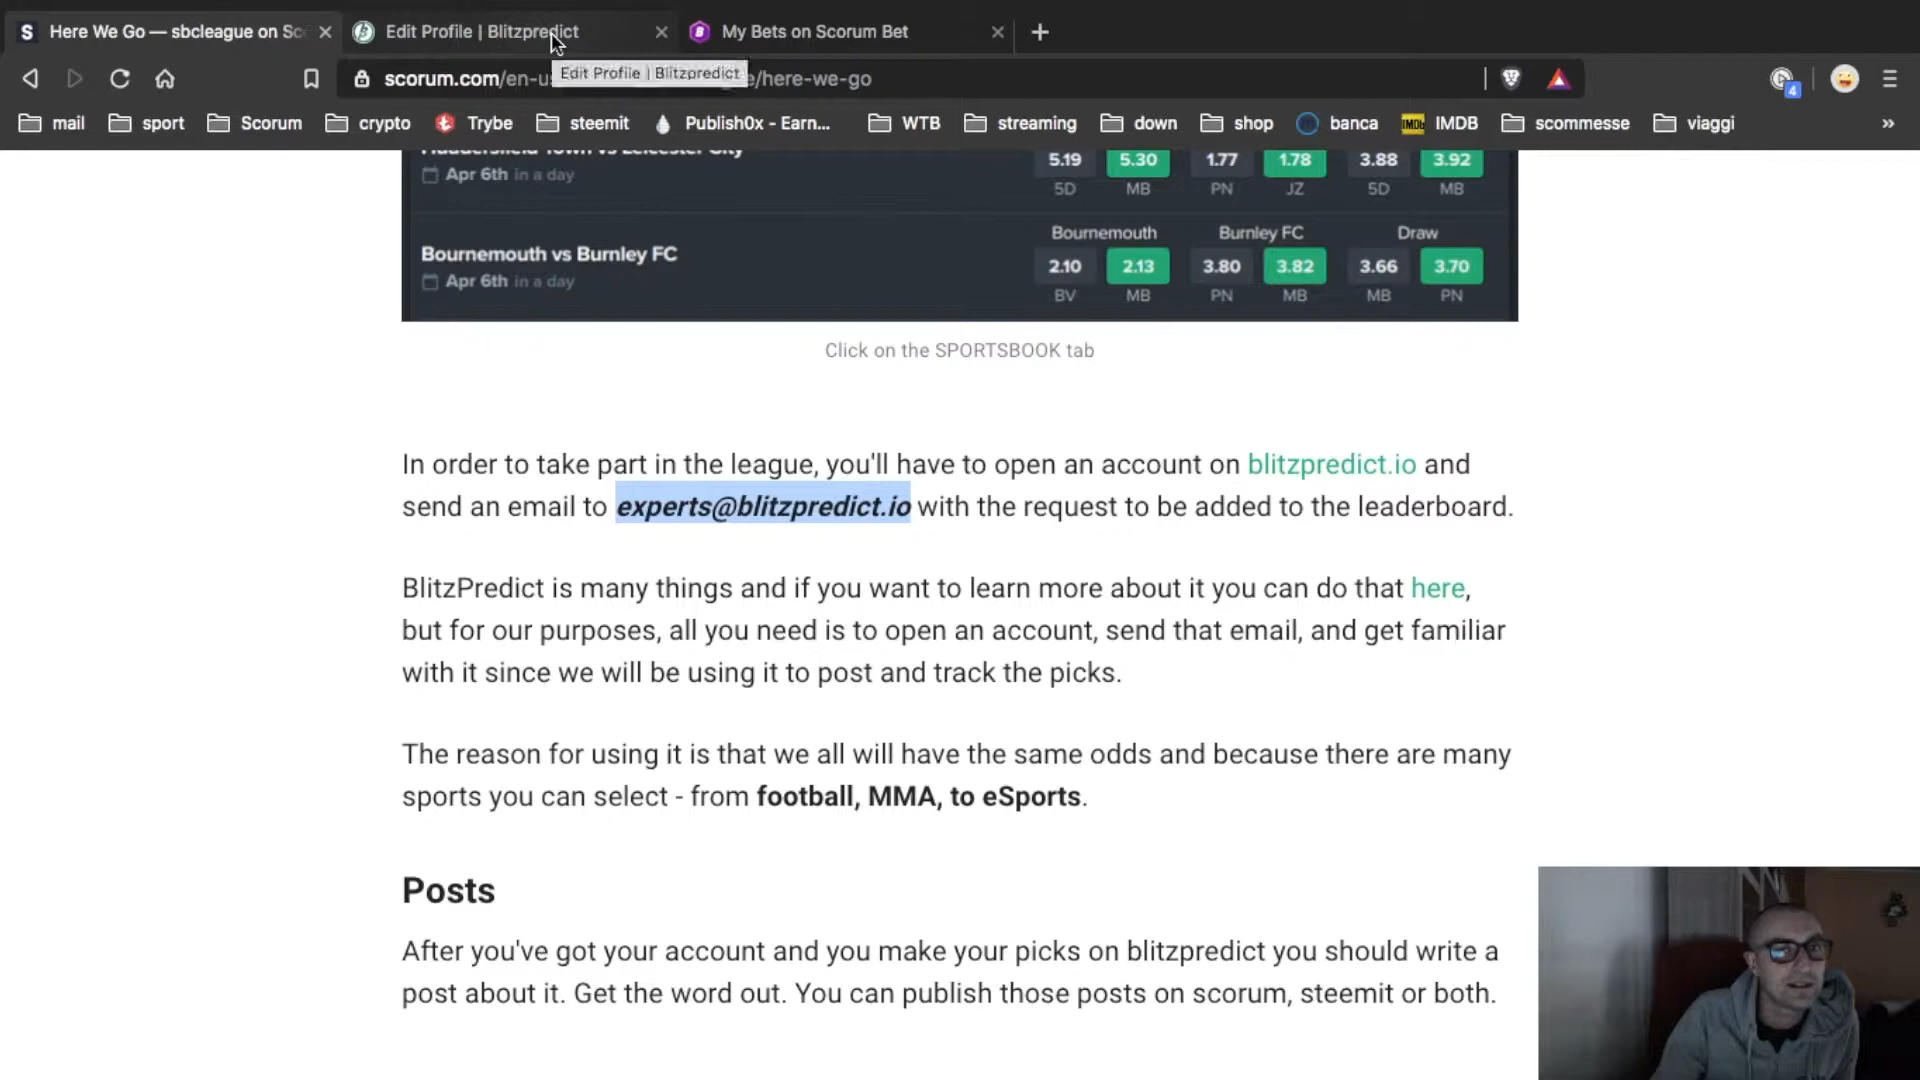 Here We Go — sbcleague on Sc
Edit Profile | Blitzpredict
My Bets on Scorum Bet
scorum.com/en-us
Edit Profile | Blitzpredict
/here-we-go
4
mail
sport
Scorum
crypto
Trybe
steemit
Publish0x - Earn...
WTB
streaming
down
shop
banca
IMDB
IMDB
scommesse
viaggi
»
Huddersfield Town vs Leicester City
5.19 5.30 1.77 1.78 3.88 3.92
Apr 6th in a day
5D MB PN JZ 5D MB
Bournemouth Burnley FC Draw
Bournemouth vs Burnley FC
2.10 2.13 3.80 3.82 3.66 3.70
Apr 6th in a day
BV MB PN MB MB PN
Click on the SPORTSBOOK tab
In order to take part in the league, you'll have to open an account on blitzpredict.io and
send an email to experts@blitzpredict.io with the request to be added to the leaderboard.
BlitzPredict is many things and if you want to learn more about it you can do that here,
but for our purposes, all you need is to open an account, send that email, and get familiar
with it since we will be using it to post and track the picks.
The reason for using it is that we all will have the same odds and because there are many
sports you can select - from football, MMA, to eSports.
Posts
After you've got your account and you make your picks on blitzpredict you should write a
post about it. Get the word out. You can publish those posts on scorum, steemit or both.